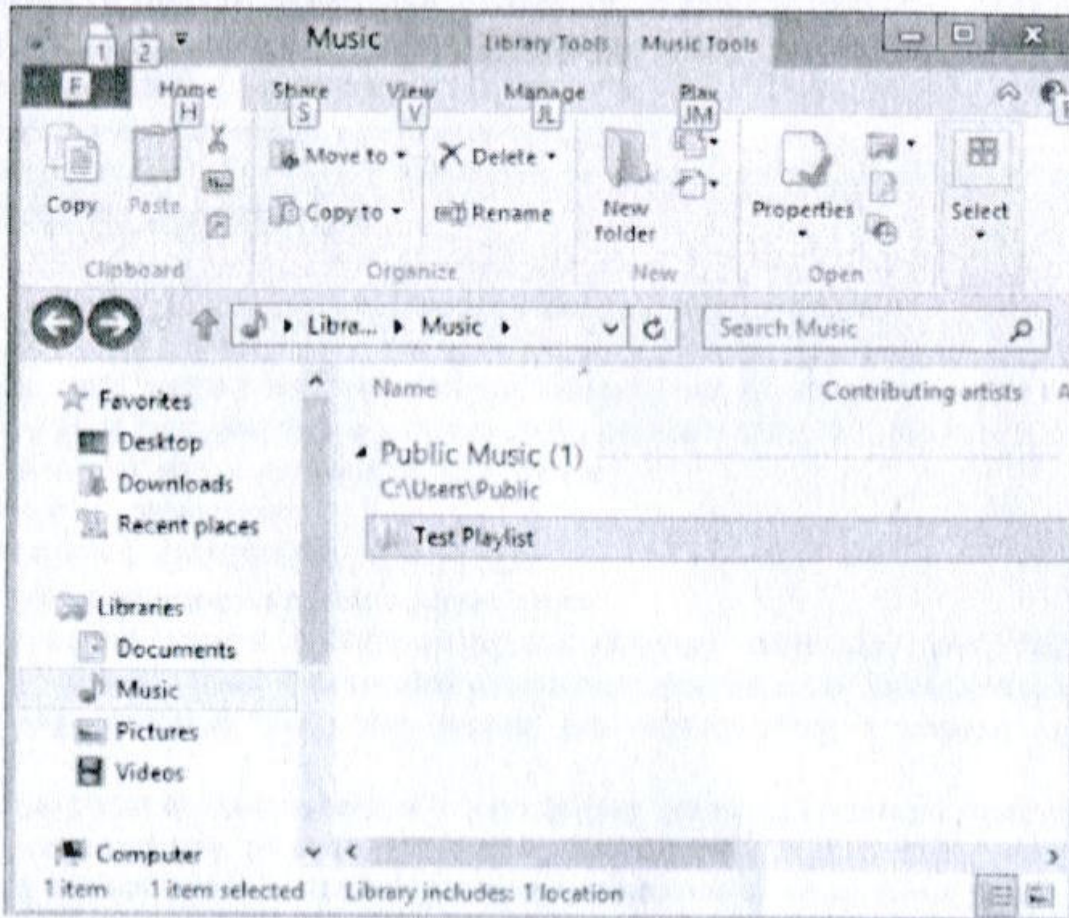 1 2 Music Library Tools Music Tools
F Home Share View Manage Play
H S V JL JM
Copy Paste Move to Delete New folder Properties Select
Copy to Rename
Clipboard Organize New Open
Libra... Music Search Music
Name Contributing artists A
Favorites
Desktop
Downloads
Recent places
Libraries
Documents
Music
Pictures
Videos
Computer
Public Music (1)
C:\Users\Public
Test Playlist
1 item 1 item selected Library includes: 1 location